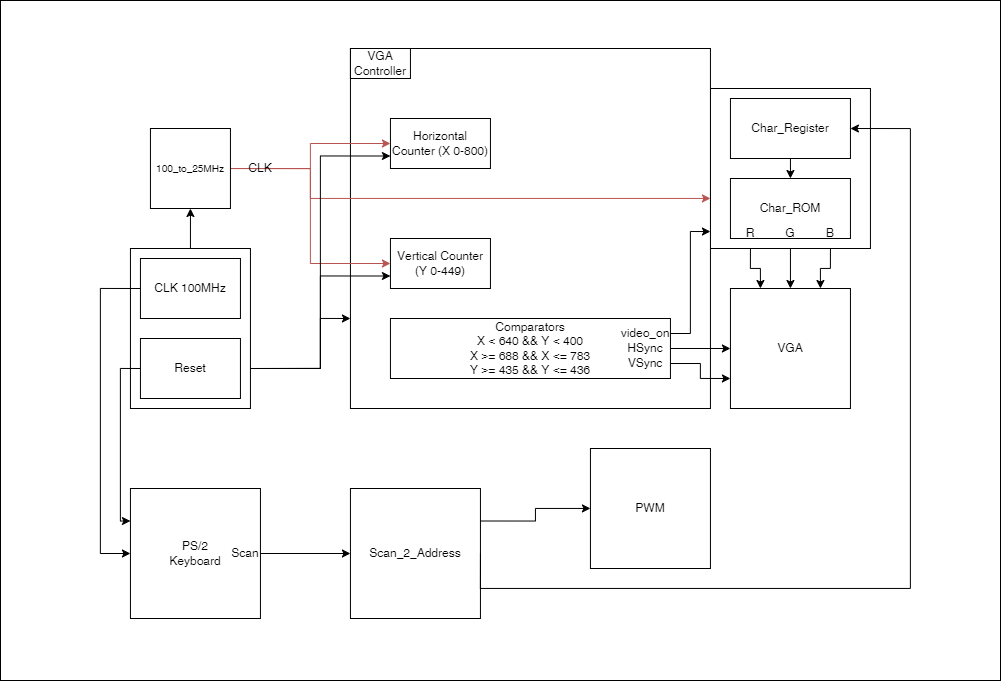 VGA
Controller
Horizontal
Counter (X 0-800)
Char_Register
100_to_25MHz
CLK
Char_ROM
R G B
Vertical Counter
(Y 0-449)
CLK 100MHz
Comparators
X < 640 && Y < 400
X >= 688 && X <= 783
Y >= 435 && Y <= 436
video_on
HSync
VSync
VGA
Reset
PS/2
Keyboard
Scan
Scan_2_Address
PWM